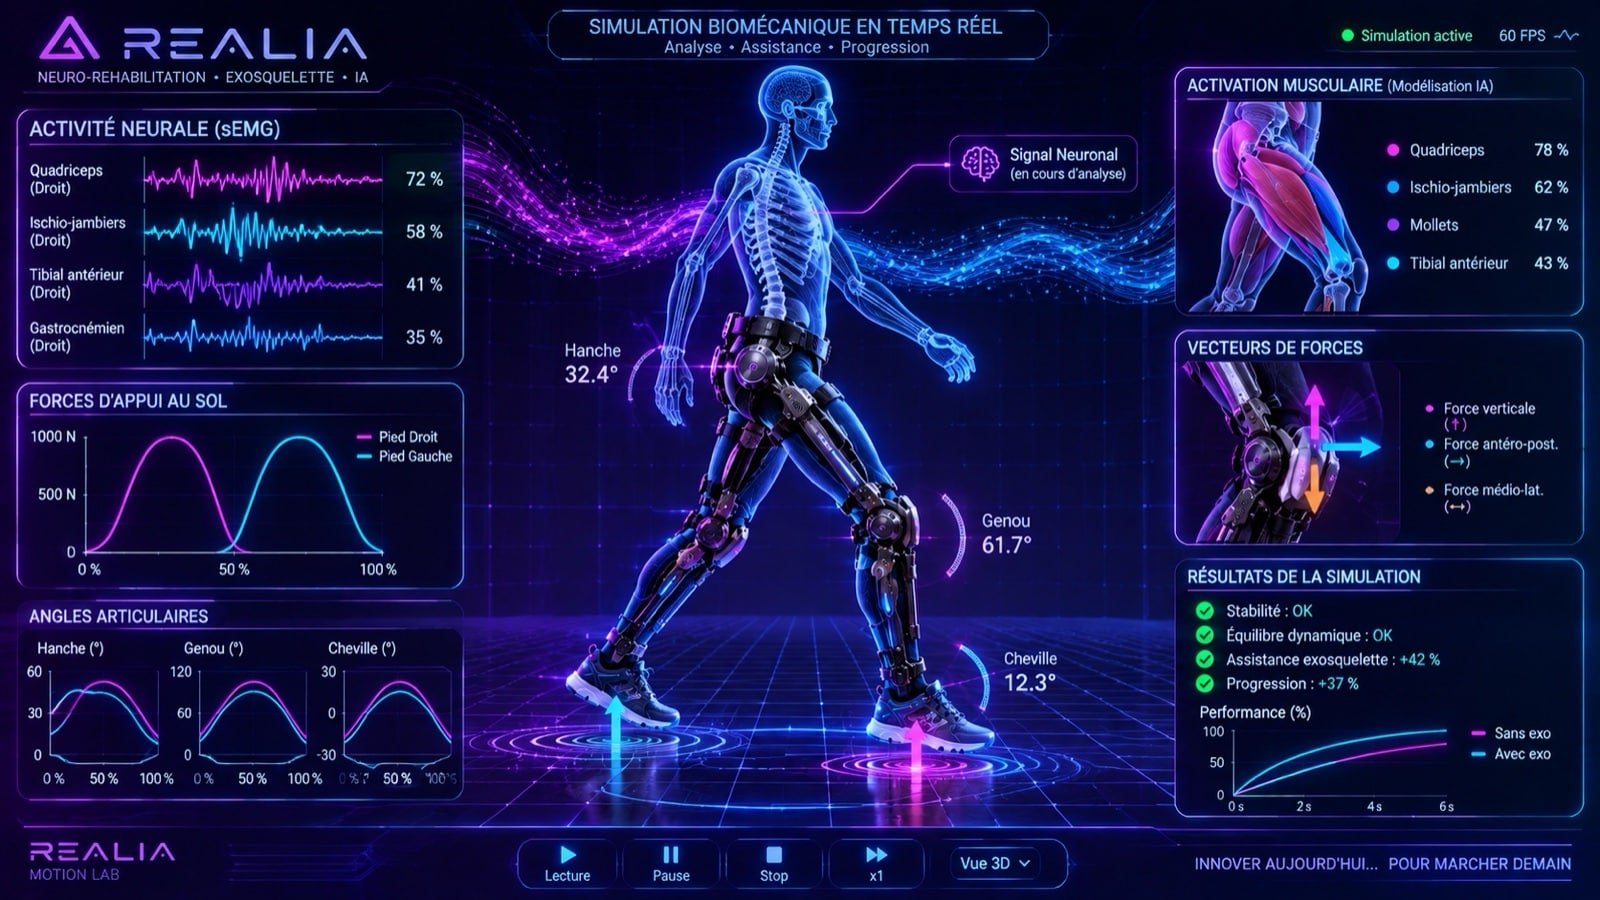 REALIA
NEURO-REHABILITATION • EXOSQUELETTE • IA
SIMULATION BIOMÉCANIQUE EN TEMPS RÉEL
Analyse • Assistance • Progression
Simulation active
60 FPS
ACTIVITÉ NEURALE (sEMG)
Quadriceps
(Droit)
72 %
Ischio-jambiers
(Droit)
58 %
Tibial antérieur
(Droit)
41 %
Gastrocnémien
(Droit)
35 %
FORCES D'APPUI AU SOL
1000 N
500 N
0
0 %
50 %
100 %
Pied Droit
Pied Gauche
ANGLES ARTICULAIRES
Hanche (°)
60
30
0
0 %
50 %
100 %
Genou (°)
120
60
0
0 %
50 %
100 %
Cheville (°)
30
0
-30
50 %
Signal Neuronal
(en cours d'analyse)
Hanche
32.4°
Genou
61.7°
Cheville
12.3°
ACTIVATION MUSCULAIRE (Modélisation IA)
Quadriceps 78 %
Ischio-jambiers 62 %
Mollets 47 %
Tibial antérieur 43 %
VECTEURS DE FORCES
Force verticale
(↑)
Force antéro-post.
(→)
Force médio-lat.
(↔)
RÉSULTATS DE LA SIMULATION
Stabilité : OK
Équilibre dynamique : OK
Assistance exosquelette : +42 %
Progression : +37 %
Performance (%)
100
50
0
0 s
2 s
4 s
6 s
Sans exo
Avec exo
REALIA
MOTION LAB
Lecture
Pause
Stop
x1
Vue 3D
INNOVER AUJOURD'HUI... POUR MARCHER DEMAIN